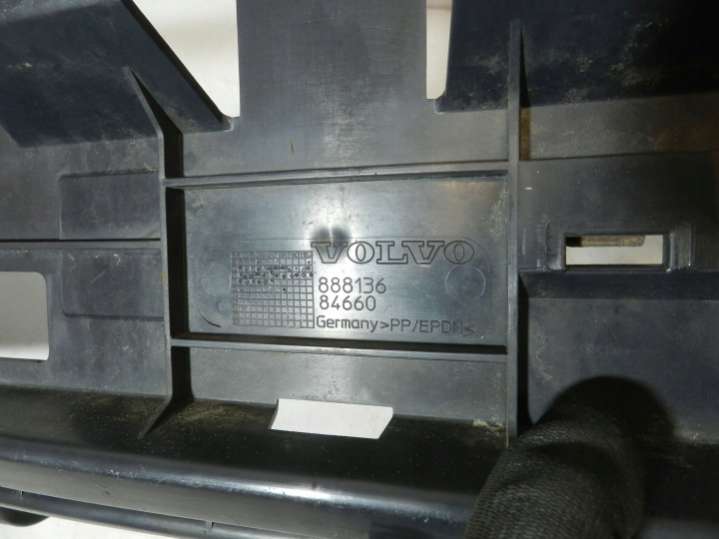 VOLVO
888136
84660
Germany >PP/EPDM<